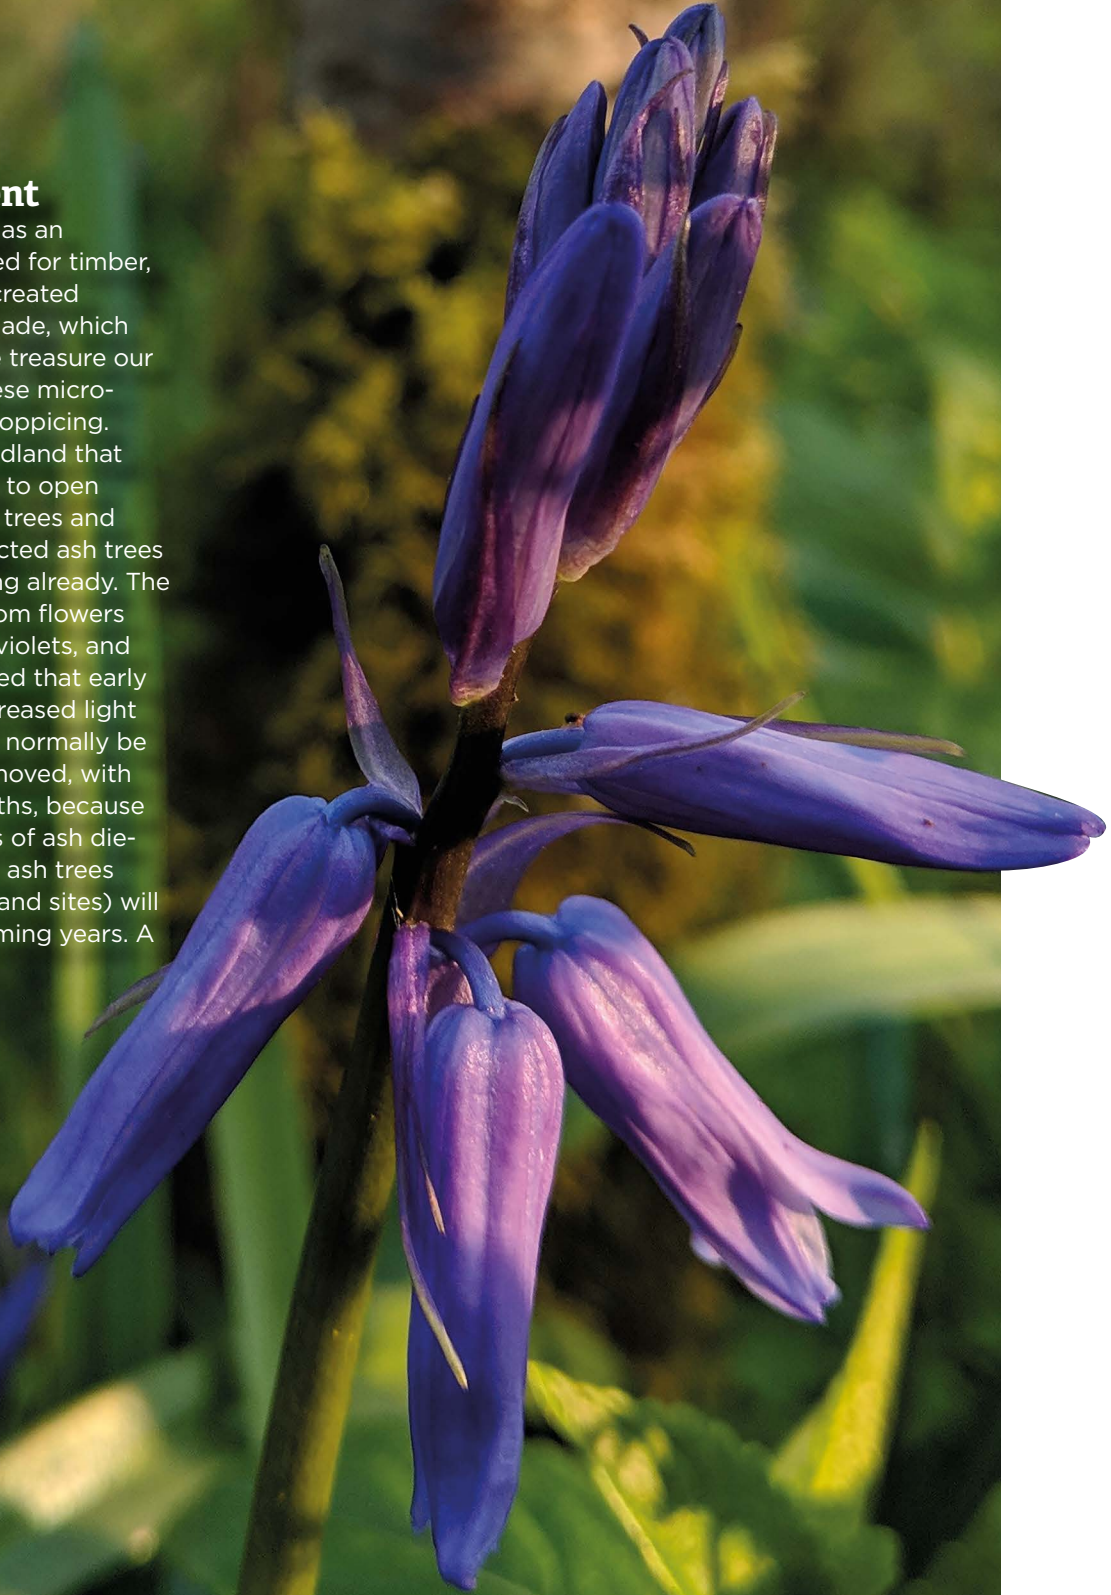 nt
as an
ed for timber,
created
ade, which
e treasure our
ese micro-
oppicing.
dland that
to open
trees and
cted ash trees
ng already. The
om flowers
violets, and
ed that early
reased light
normally be
noved, with
ths, because
s of ash die-
ash trees
and sites) will
ming years. A